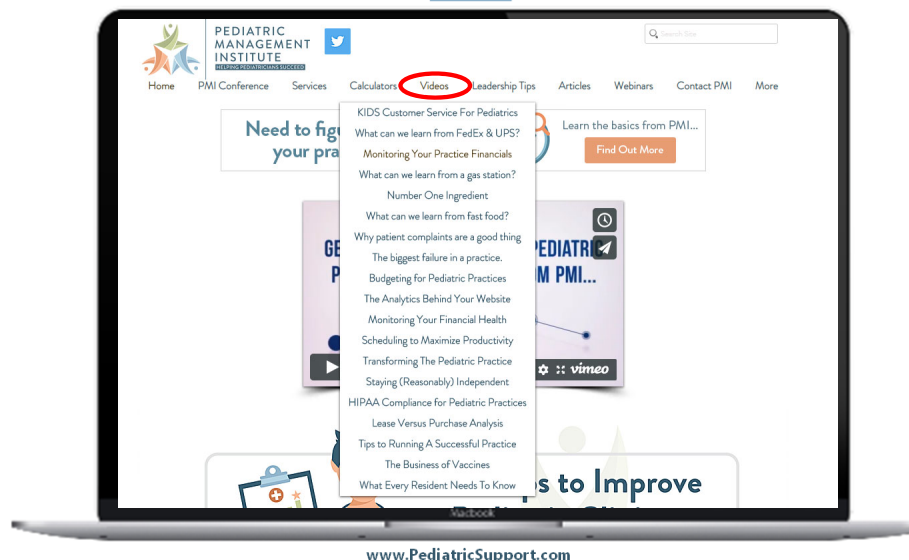 PEDIATRIC
MANAGEMENT
INSTITUTE
HELPING PEDIATRICIANS SUCCEED
Search Site
Home PMI Conference Services Calculators Videos Leadership Tips Articles Webinars Contact PMI More
KIDS Customer Service For Pediatrics
What can we learn from FedEx & UPS?
Monitoring Your Practice Financials
What can we learn from a gas station?
Number One Ingredient
What can we learn from fast food?
Why patient complaints are a good thing
The biggest failure in a practice.
Budgeting for Pediatric Practices
The Analytics Behind Your Website
Monitoring Your Financial Health
Scheduling to Maximize Productivity
Transforming The Pediatric Practice
Staying (Reasonably) Independent
HIPAA Compliance for Pediatric Practices
Lease Versus Purchase Analysis
Tips to Running A Successful Practice
The Business of Vaccines
What Every Resident Needs To Know
Need to
Learn the basics from PMI...
Find Out More
PEDIATRIC
PMI...
vimeo
to Improve
Macbook
www.PediatricSupport.com